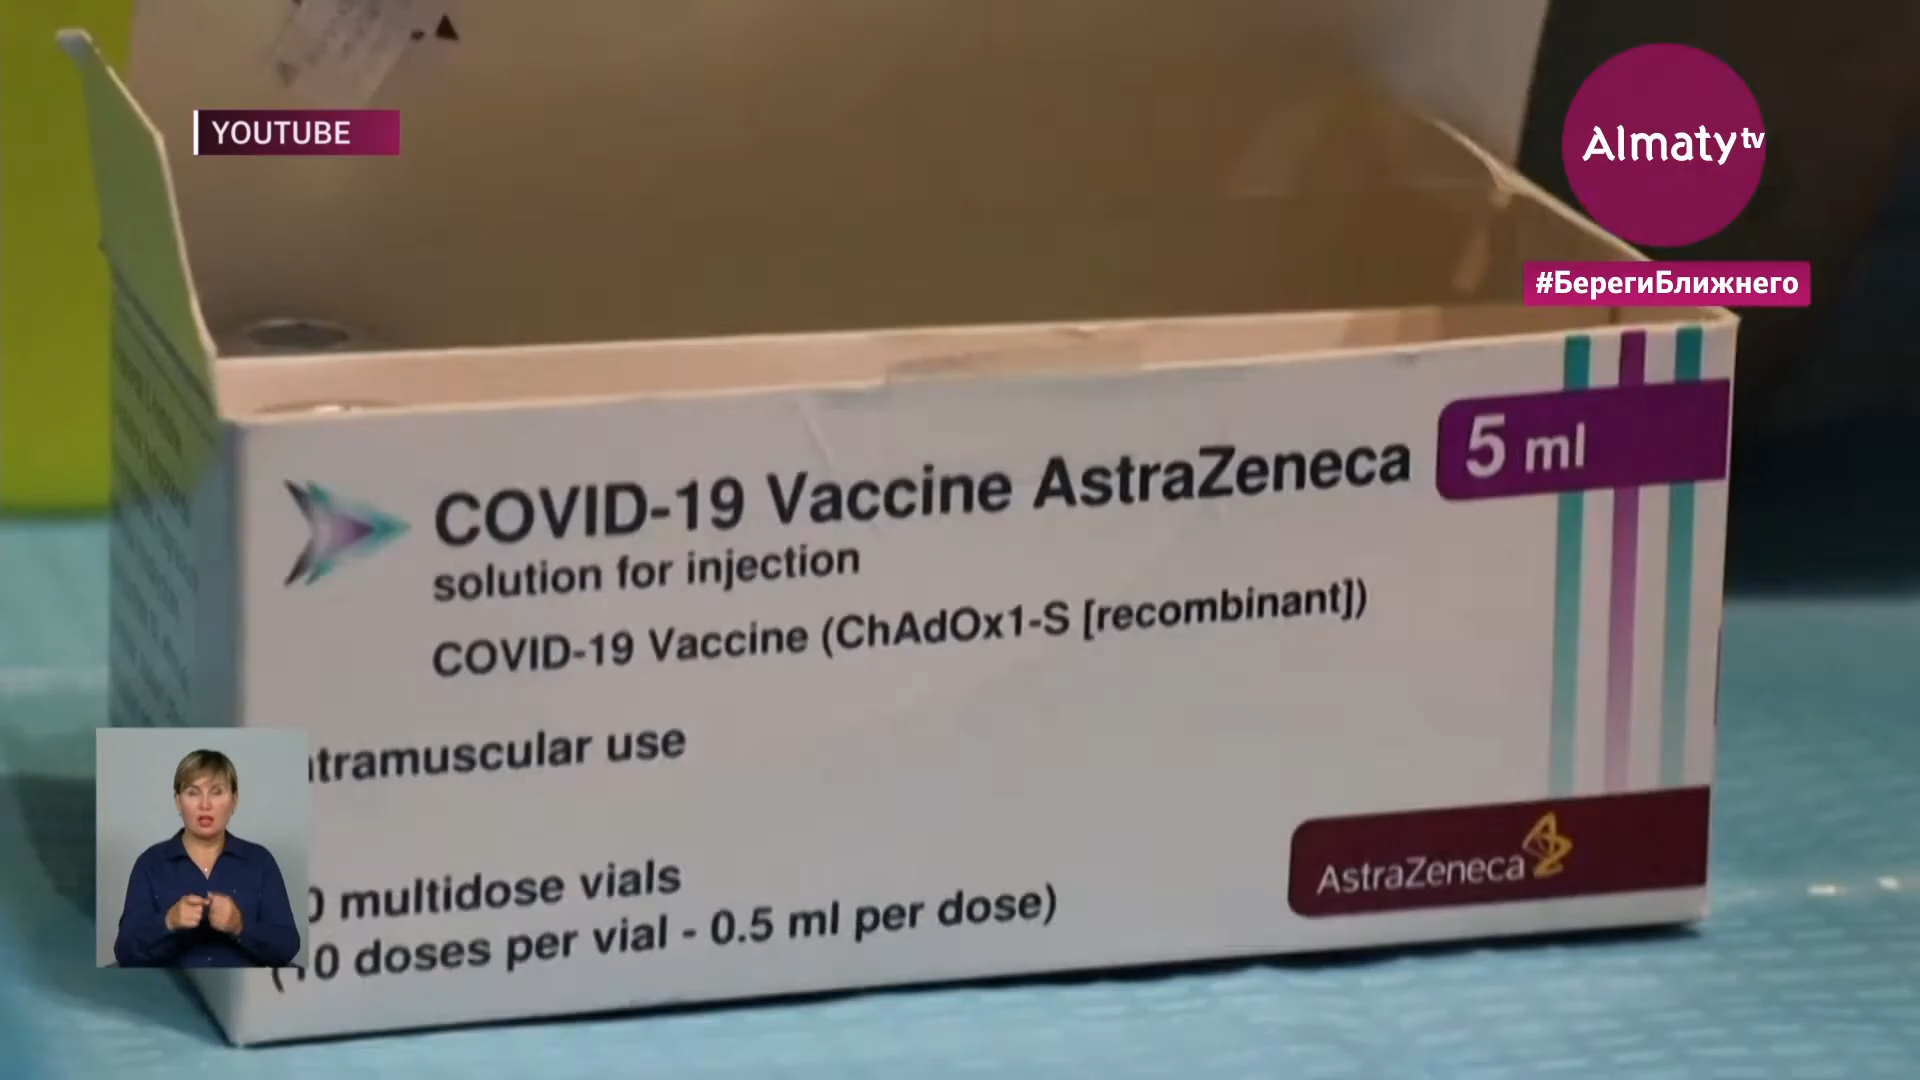 YOUTUBE
Almaty tv
#БерегиБлижнего
5 ml
COVID-19 Vaccine AstraZeneca
solution for injection
COVID-19 Vaccine (ChAdOx1-S [recombinant])
use
multidose vials
(10 doses per vial - 0.5 ml per dose)
AstraZeneca